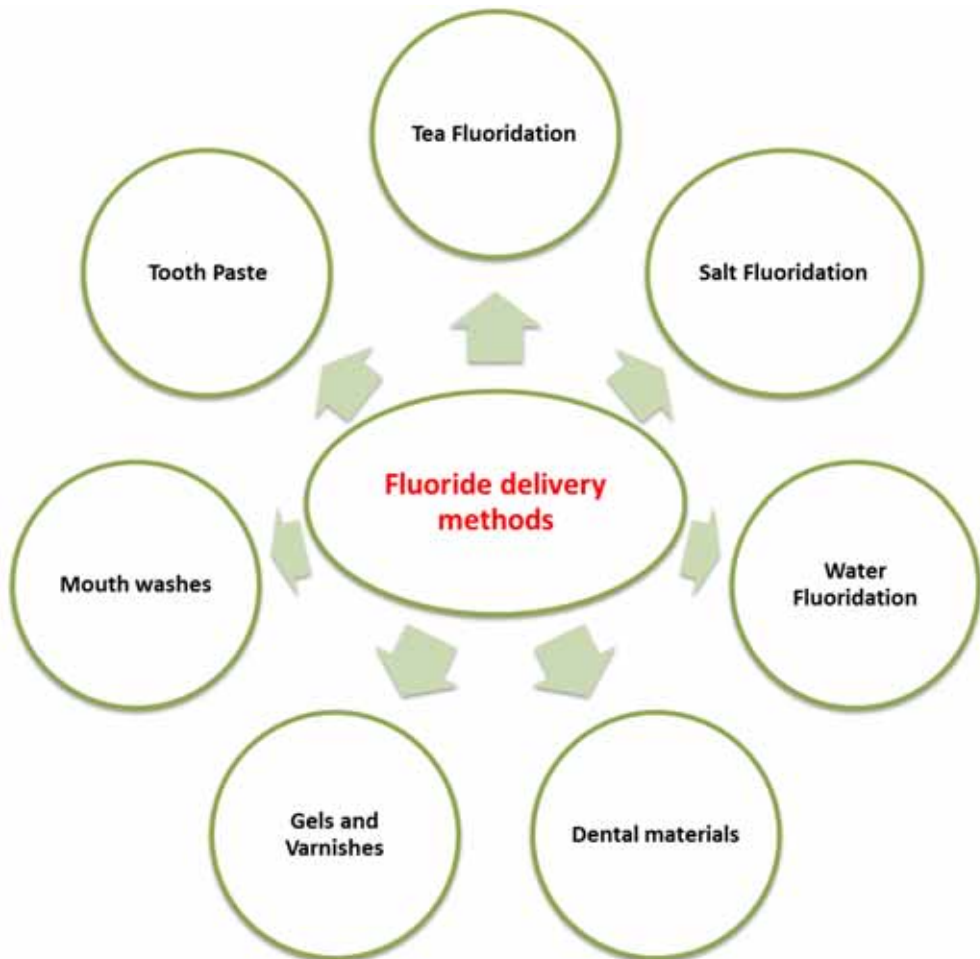 Tea Fluoridation
Tooth Paste
Salt Fluoridation
Fluoride delivery
methods
Mouth washes
Water
Fluoridation
Gels and
Varnishes
Dental materials